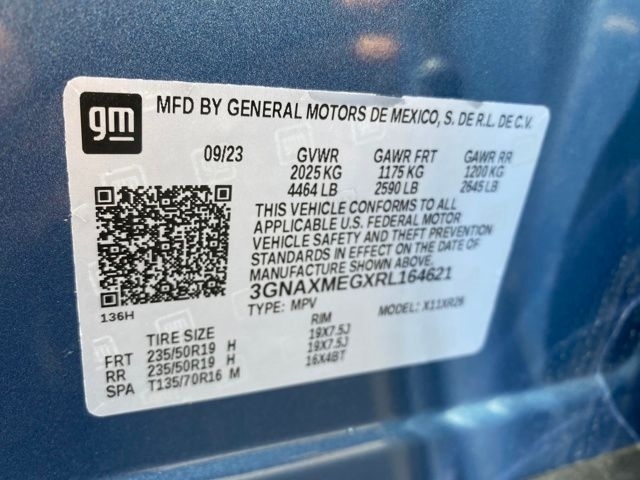 gm
MFD BY GENERAL MOTORS DE MEXICO, S. DE R.L. DE C.V.
09/23 GVWR GAWR FRT GAWR RR
2025 KG 1175 KG 1200 KG
4464 LB 2590 LB 2645 LB
THIS VEHICLE CONFORMS TO ALL
APPLICABLE U.S. FEDERAL MOTOR
VEHICLE SAFETY AND THEFT PREVENTION
STANDARDS IN EFFECT ON THE DATE OF
MANUFACTURE SHOWN ABOVE.
3GNAXMEGXRL164621
136H
TYPE: MPV MODEL: X11XR26
TIRE SIZE RIM
FRT 235/50R19 H 19X7.5J
RR 235/50R19 H 19X7.5J
SPA T135/70R16 M 16X4BT